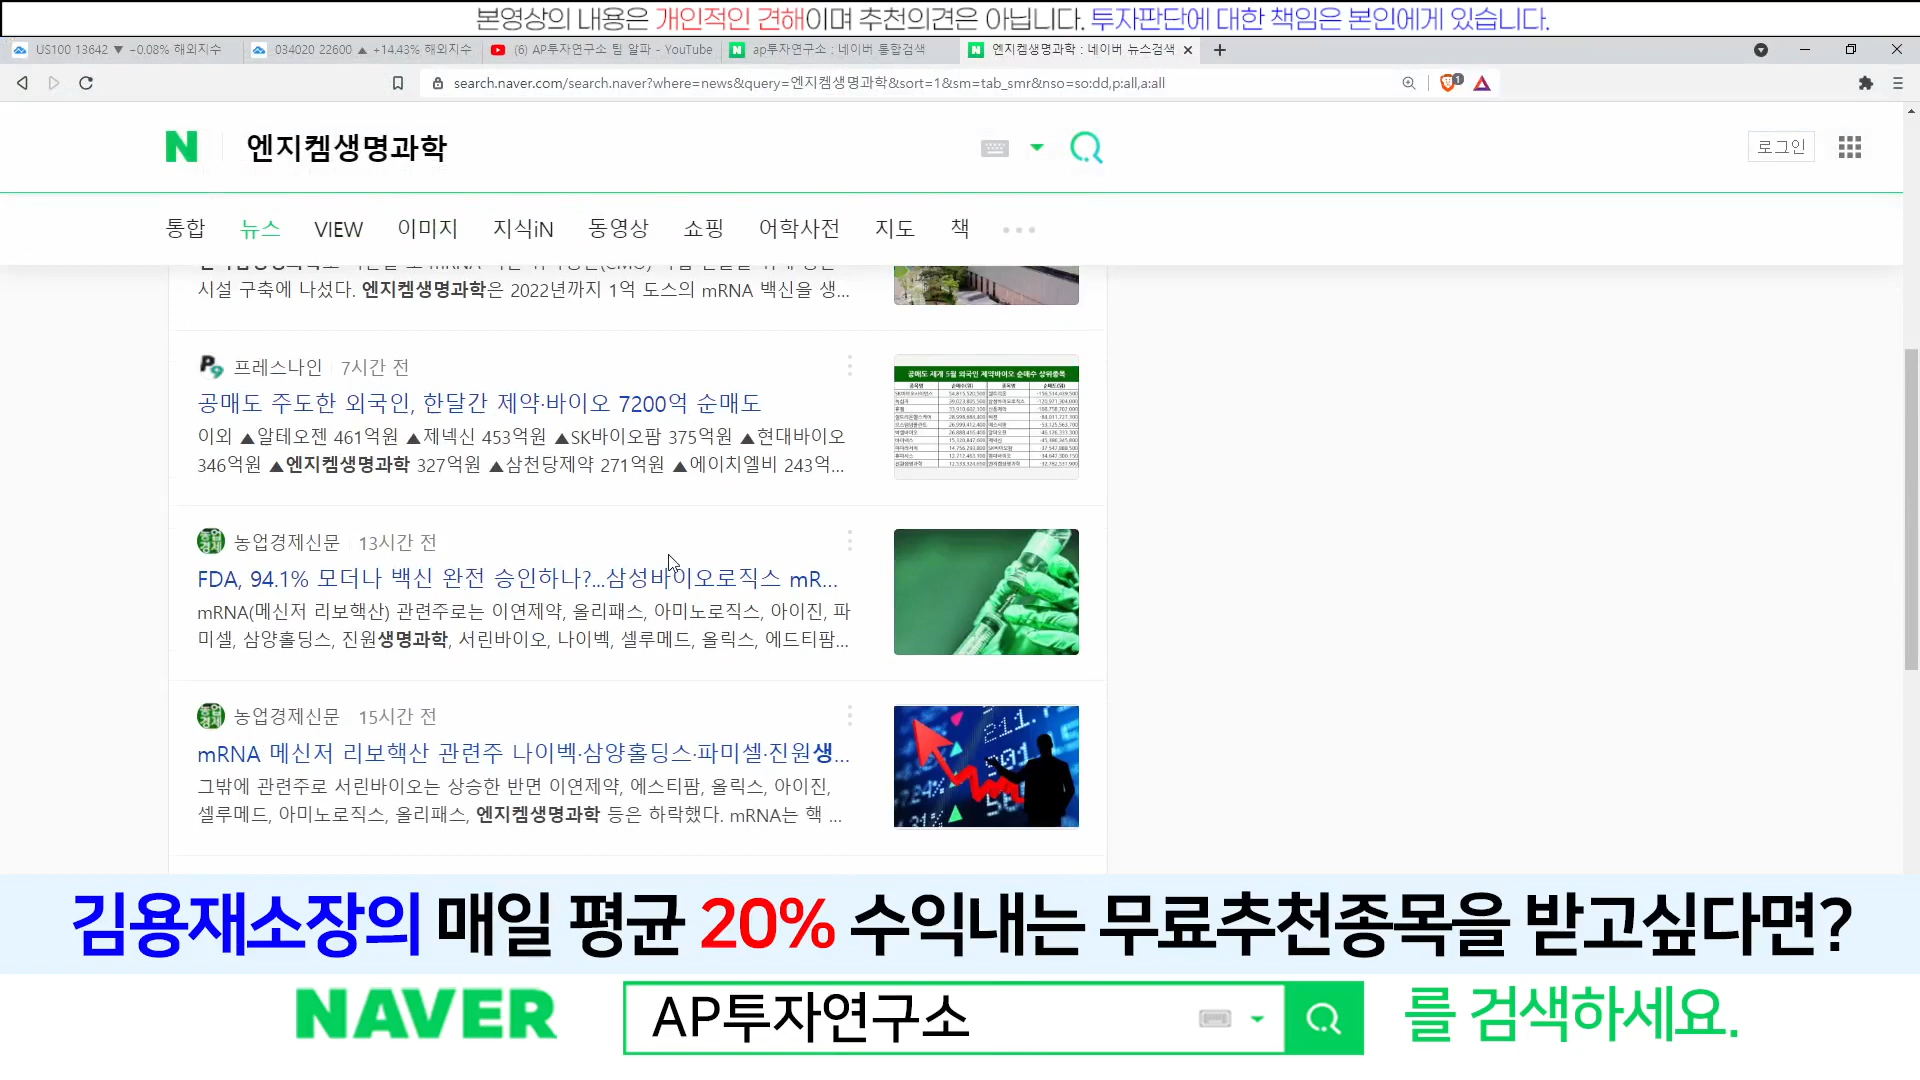 본영상의 내용은 개인적인 견해이며 추천의견은 아닙니다. 투자판단에 대한 책임은 본인에게 있습니다.
US100 13642 ▼ −0.08% 해외지수
034020 22600 ▲ +14.43% 해외지수
(6) AP투자연구소 팀 알파 - YouTube
ap투자연구소 : 네이버 통합검색
엔지켐생명과학 : 네이버 뉴스검색
search.naver.com/search.naver?where=news&query=엔지켐생명과학&sort=1&sm=tab_smr&nso=so:dd,p:all,a:all
1
N 엔지켐생명과학
로그인
통합 뉴스 VIEW 이미지 지식iN 동영상 쇼핑 어학사전 지도 책
시설 구축에 나섰다. 엔지켐생명과학은 2022년까지 1억 도스의 mRNA 백신을 생...
프레스나인 7시간 전
공매도 주도한 외국인, 한달간 제약·바이오 7200억 순매도
이외 ▲알테오젠 461억원 ▲제넥신 453억원 ▲SK바이오팜 375억원 ▲현대바이오
346억원 ▲엔지켐생명과학 327억원 ▲삼천당제약 271억원 ▲에이치엘비 243억...
공매도 재개 5월 외국인 제약바이오 순매수 상위종목
농업경제신문 13시간 전
FDA, 94.1% 모더나 백신 완전 승인하나?...삼성바이오로직스 mR...
mRNA(메신저 리보핵산) 관련주로는 이연제약, 올리패스, 아미노로직스, 아이진, 파
미셀, 삼양홀딩스, 진원생명과학, 서린바이오, 나이벡, 셀루메드, 올릭스, 에드티팜...
농업경제신문 15시간 전
mRNA 메신저 리보핵산 관련주 나이벡·삼양홀딩스·파미셀·진원생...
그밖에 관련주로 서린바이오는 상승한 반면 이연제약, 에스티팜, 올릭스, 아이진,
셀루메드, 아미노로직스, 올리패스, 엔지켐생명과학 등은 하락했다. mRNA는 핵 ...
김용재소장의 매일 평균 20% 수익내는 무료추천종목을 받고싶다면?
NAVER AP투자연구소 를 검색하세요.